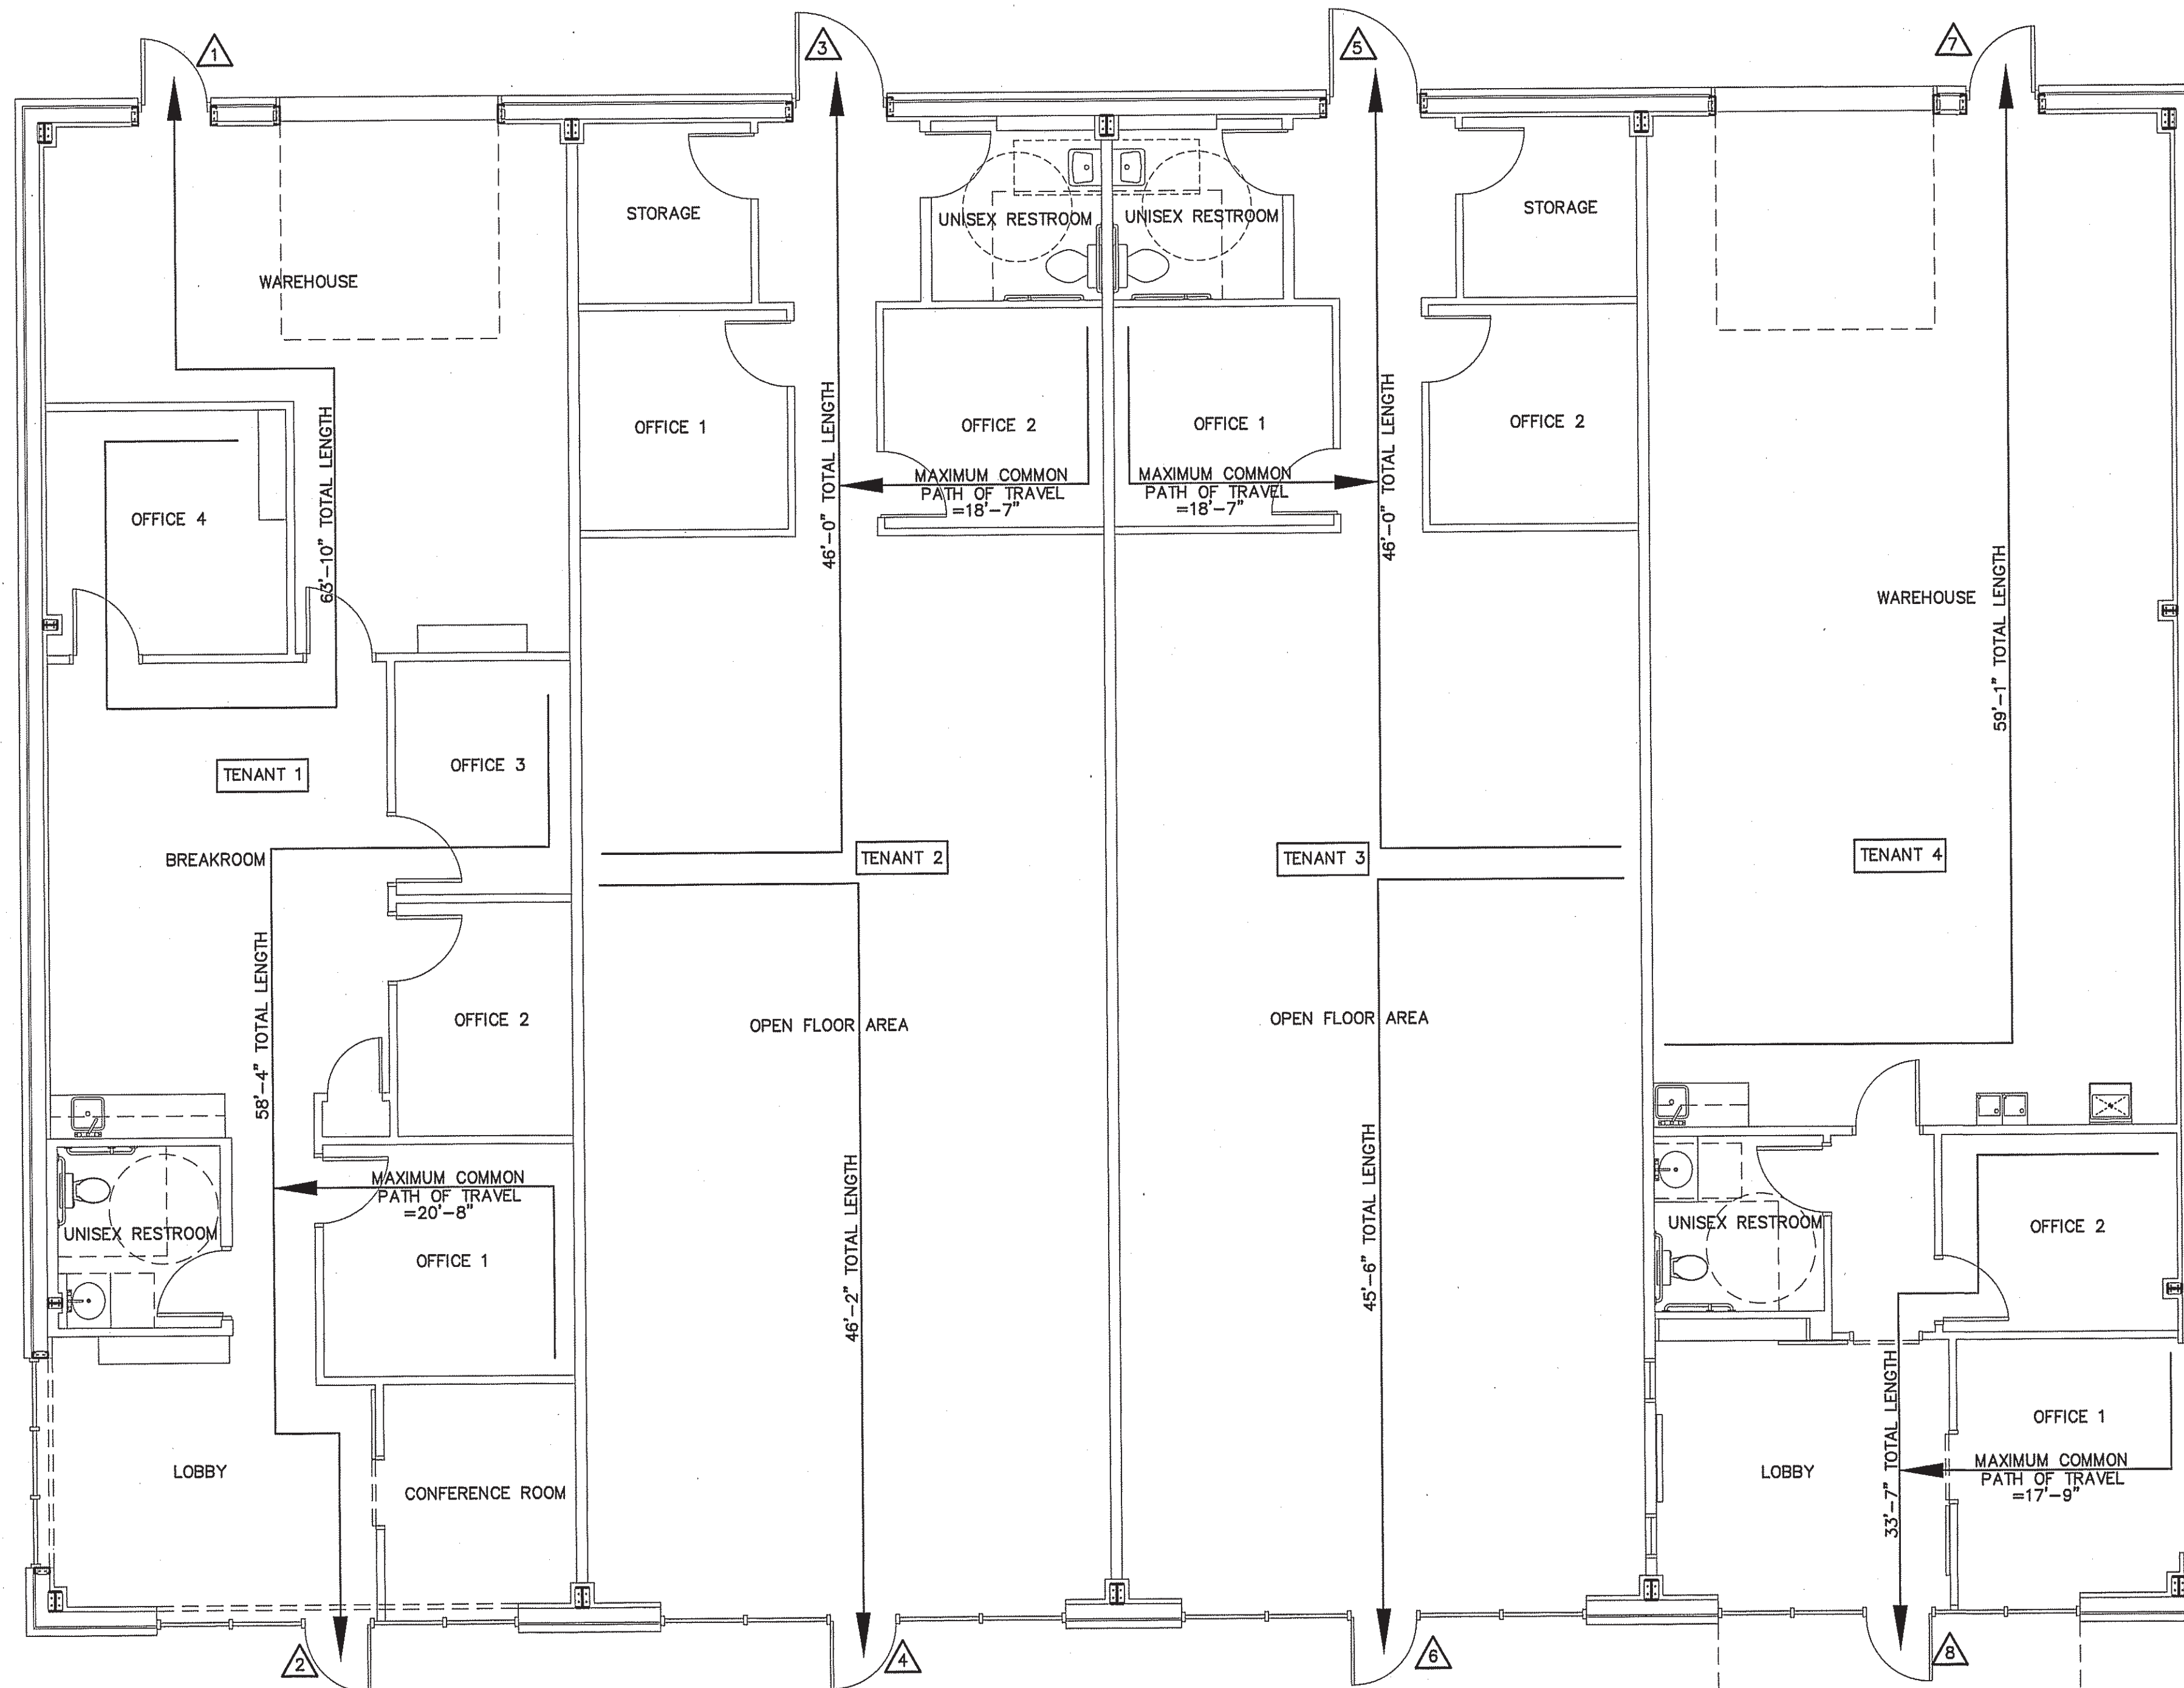 1
3
5
7
STORAGE
UNISEX RESTROOM
UNISEX RESTROOM
STORAGE
WAREHOUSE
OFFICE 1
OFFICE 2
OFFICE 1
OFFICE 2
46'-0" TOTAL LENGTH
46'-0" TOTAL LENGTH
MAXIMUM COMMON
PATH OF TRAVEL
=18'-7"
MAXIMUM COMMON
PATH OF TRAVEL
=18'-7"
63'-10" TOTAL LENGTH
OFFICE 4
WAREHOUSE
59'-1" TOTAL LENGTH
TENANT 1
OFFICE 3
BREAKROOM
TENANT 2
TENANT 3
TENANT 4
58'-4" TOTAL LENGTH
OFFICE 2
OPEN FLOOR AREA
OPEN FLOOR AREA
MAXIMUM COMMON
PATH OF TRAVEL
=20'-8"
UNISEX RESTROOM
OFFICE 1
46'-2" TOTAL LENGTH
45'-6" TOTAL LENGTH
UNISEX RESTROOM
OFFICE 2
33'-7" TOTAL LENGTH
OFFICE 1
LOBBY
CONFERENCE ROOM
LOBBY
MAXIMUM COMMON
PATH OF TRAVEL
=17'-9"
2
4
6
8